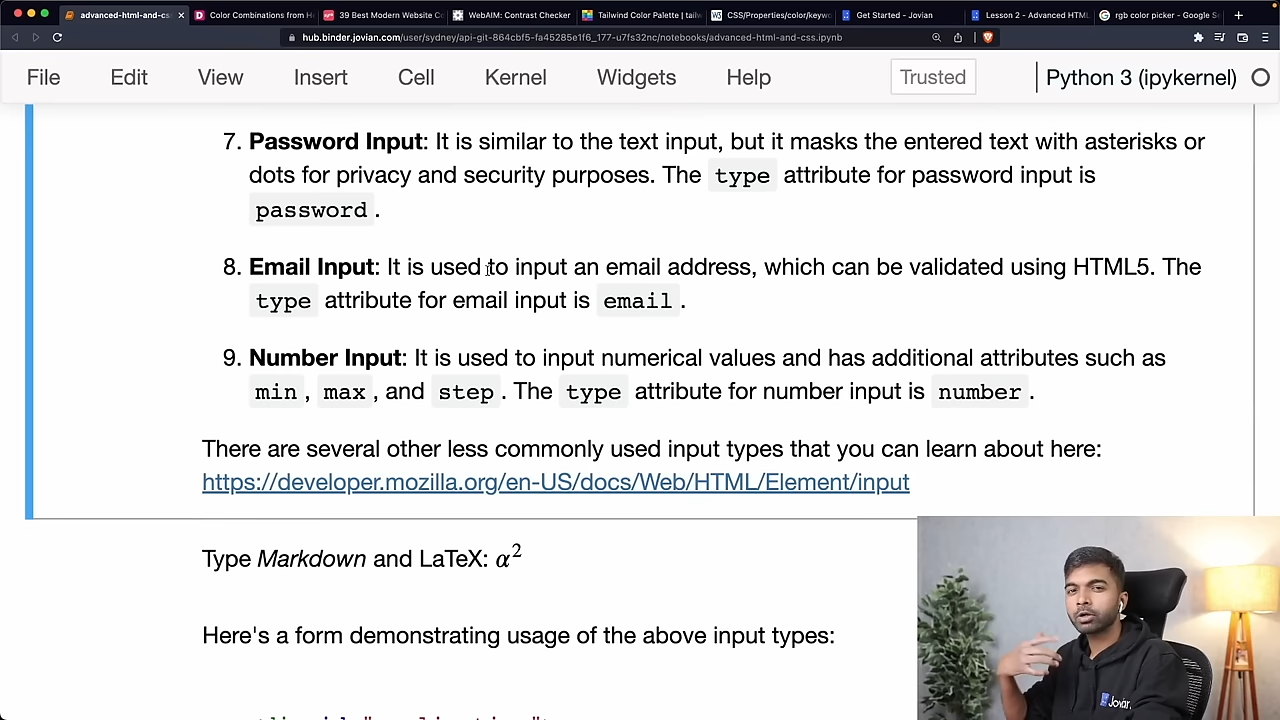 advanced-html-and-cs
Color Combinations from H
39 Best Modern Website C
WebAIM: Contrast Checker
Tailwind Color Palette | tail
CSS/Properties/color/keyw
Get Started - Jovian
Lesson 2 - Advanced HTML
rgb color picker - Google Se
hub.binder.jovian.com/user/sydney/api-git-864cbf5-fa45285e1f6_177-u7fs32nc/notebooks/advanced-html-and-css.ipynb
File Edit View Insert Cell Kernel Widgets Help Trusted Python 3 (ipykernel)
7. Password Input: It is similar to the text input, but it masks the entered text with asterisks or
dots for privacy and security purposes. The type attribute for password input is
password.
8. Email Input: It is used to input an email address, which can be validated using HTML5. The
type attribute for email input is email.
9. Number Input: It is used to input numerical values and has additional attributes such as
min, max, and step. The type attribute for number input is number.
There are several other less commonly used input types that you can learn about here:
https://developer.mozilla.org/en-US/docs/Web/HTML/Element/input
Type Markdown and LaTeX: α²
Here's a form demonstrating usage of the above input types:
Jovian